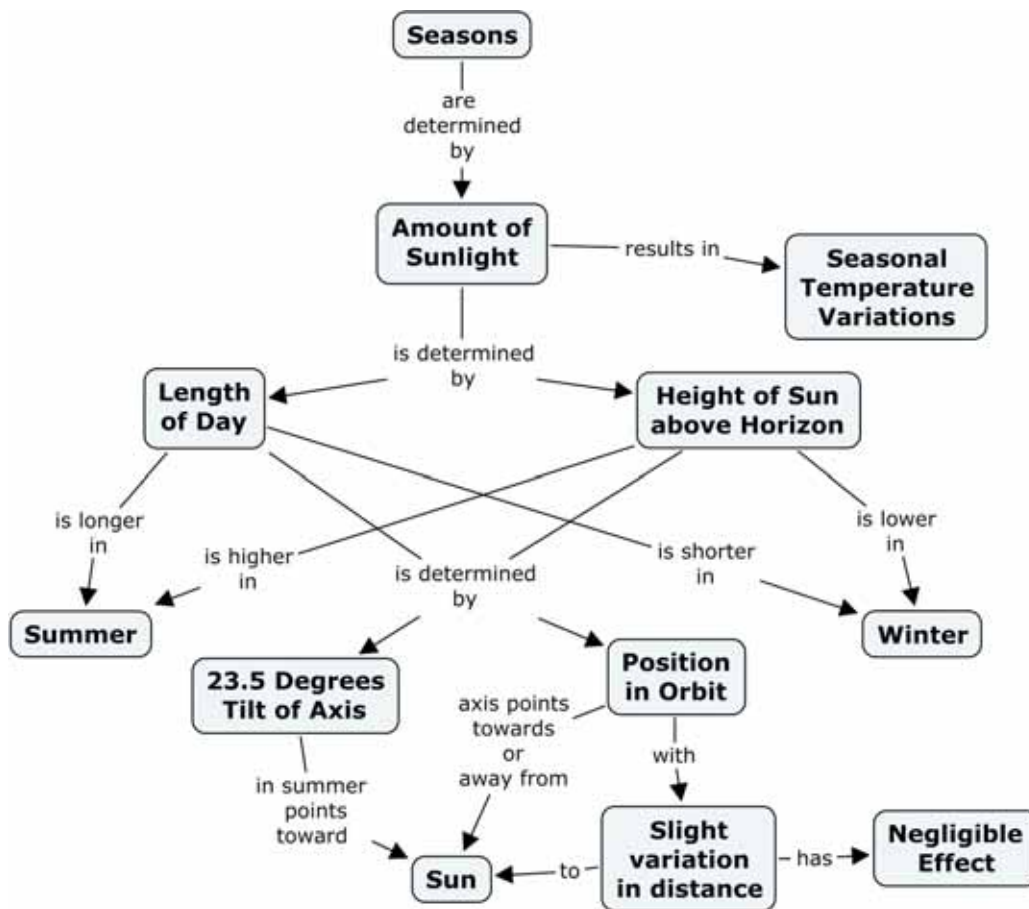 Seasons
are
determined
by
Amount of
Sunlight
results in
Seasonal
Temperature
Variations
is determined
by
Length
of Day
Height of Sun
above Horizon
is longer
in
is higher
in
is determined
by
is shorter
in
is lower
in
Summer
Winter
23.5 Degrees
Tilt of Axis
Position
in Orbit
axis points
towards
or
away from
with
in summer
points
toward
Sun
to
Slight
variation
in distance
has
Negligible
Effect